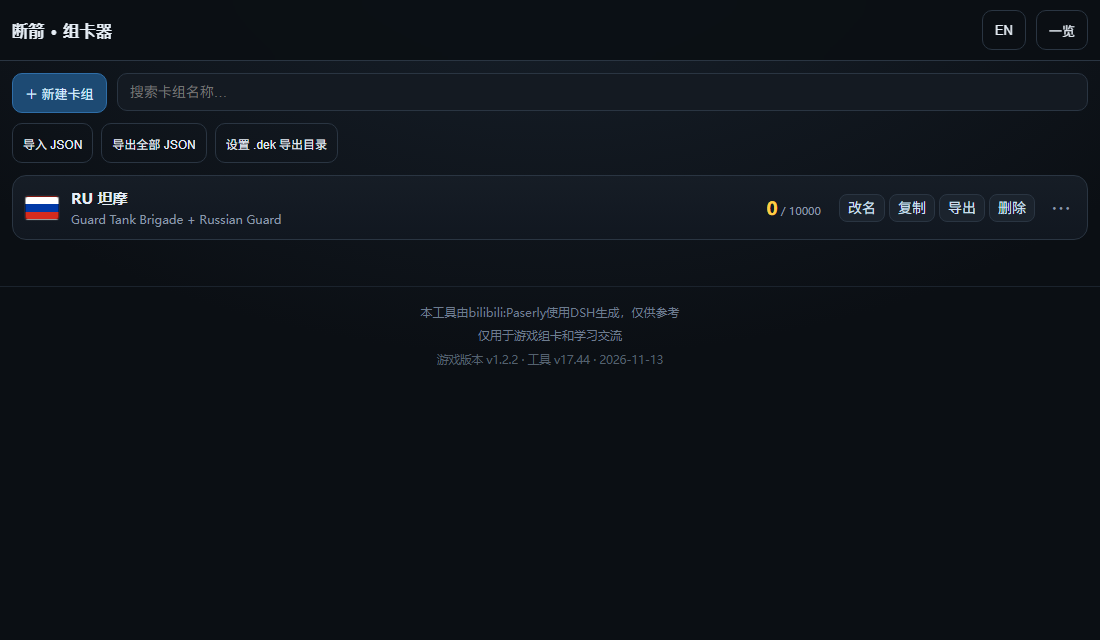 断箭 • 组卡器
EN
一览
+ 新建卡组
搜索卡组名称…
导入 JSON
导出全部 JSON
设置 .dek 导出目录
RU 坦摩
Guard Tank Brigade + Russian Guard
0 / 10000
改名
复制
导出
删除
···
本工具由bilibili:Paserly使用DSH生成，仅供参考
仅用于游戏组卡和学习交流
游戏版本 v1.2.2 · 工具 v17.44 · 2026-11-13